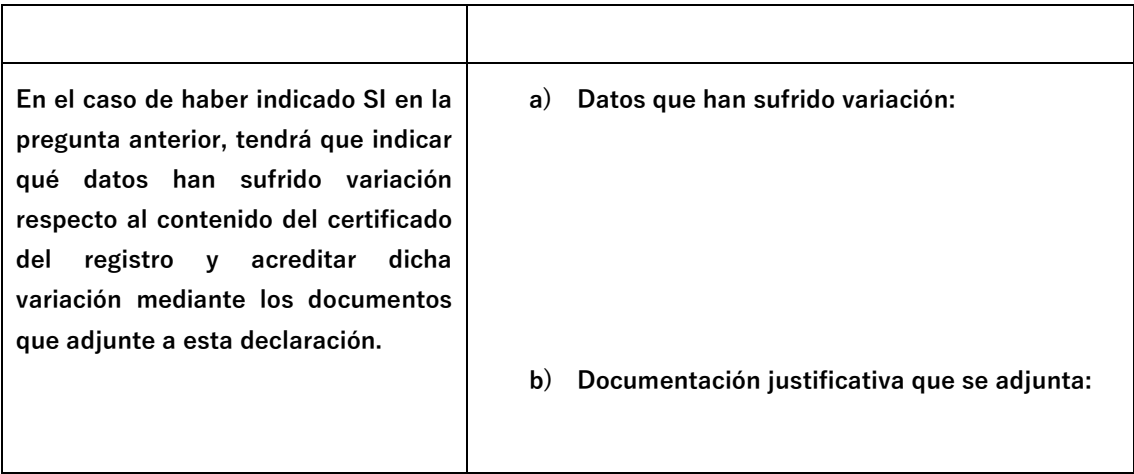 En el caso de haber indicado SI en la
pregunta anterior, tendrá que indicar
qué datos han sufrido variación
respecto al contenido del certificado
del registro y acreditar dicha
variación mediante los documentos
que adjunte a esta declaración.
a) Datos que han sufrido variación:
b) Documentación justificativa que se adjunta: